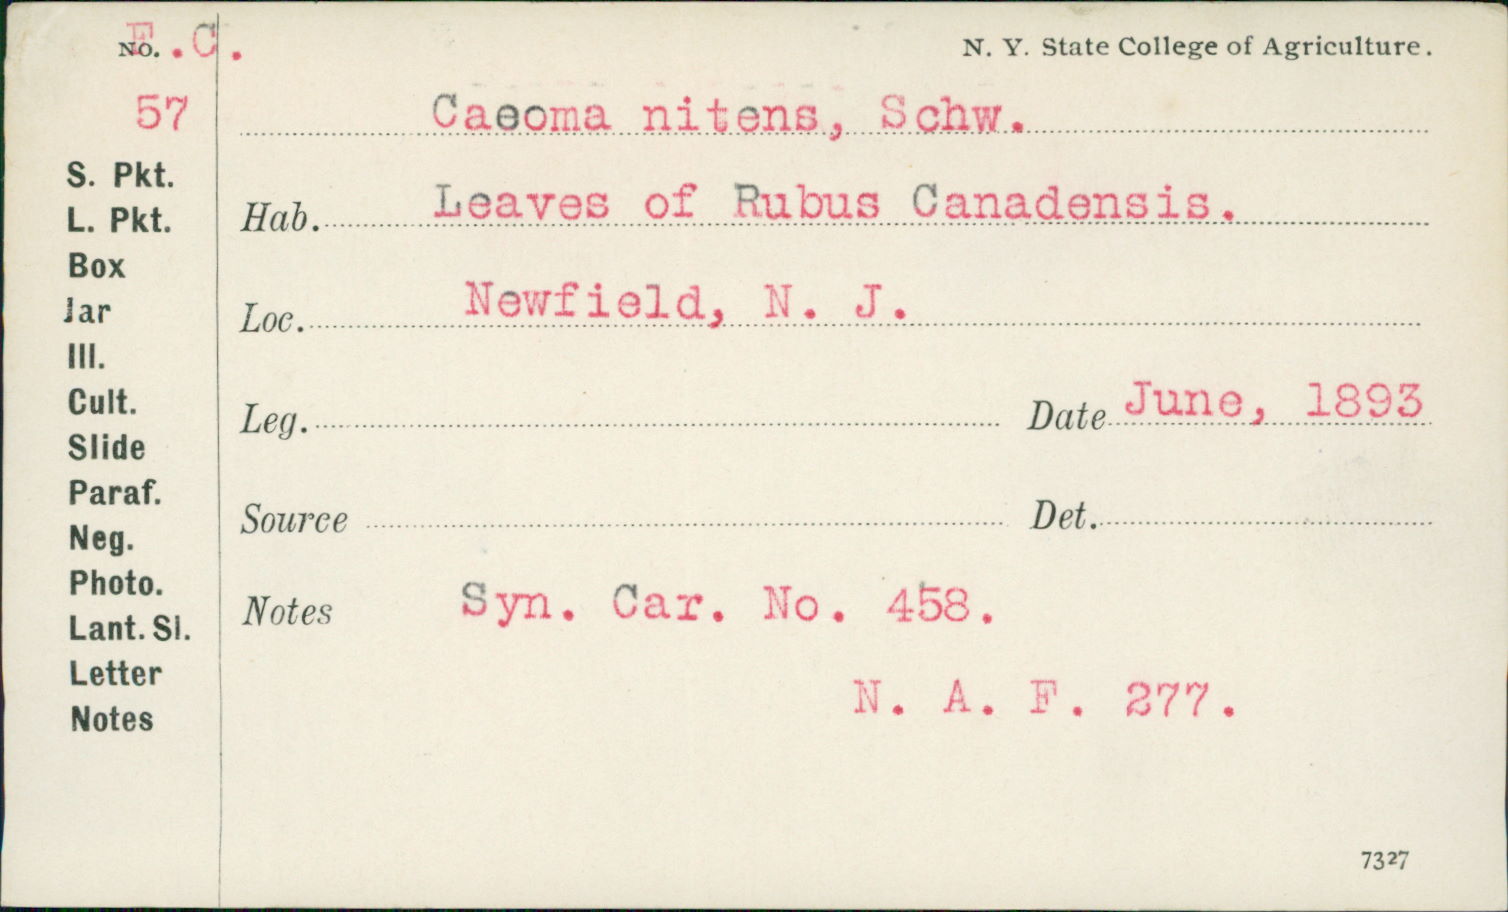 No. F.C. N. Y. State College of Agriculture.
57 Caeoma nitens, Schw.
S. Pkt.
Hab. Leaves of Rubus Canadensis.
L. Pkt.
Box
Jar
Loc. Newfield, N. J.
Ill.
Cult.
Leg. Date June, 1893
Slide
Paraf.
Source Det.
Neg.
Photo.
Notes Syn. Car. No. 458.
Lant. Sl.
Letter
N. A. F. 277.
Notes
7327